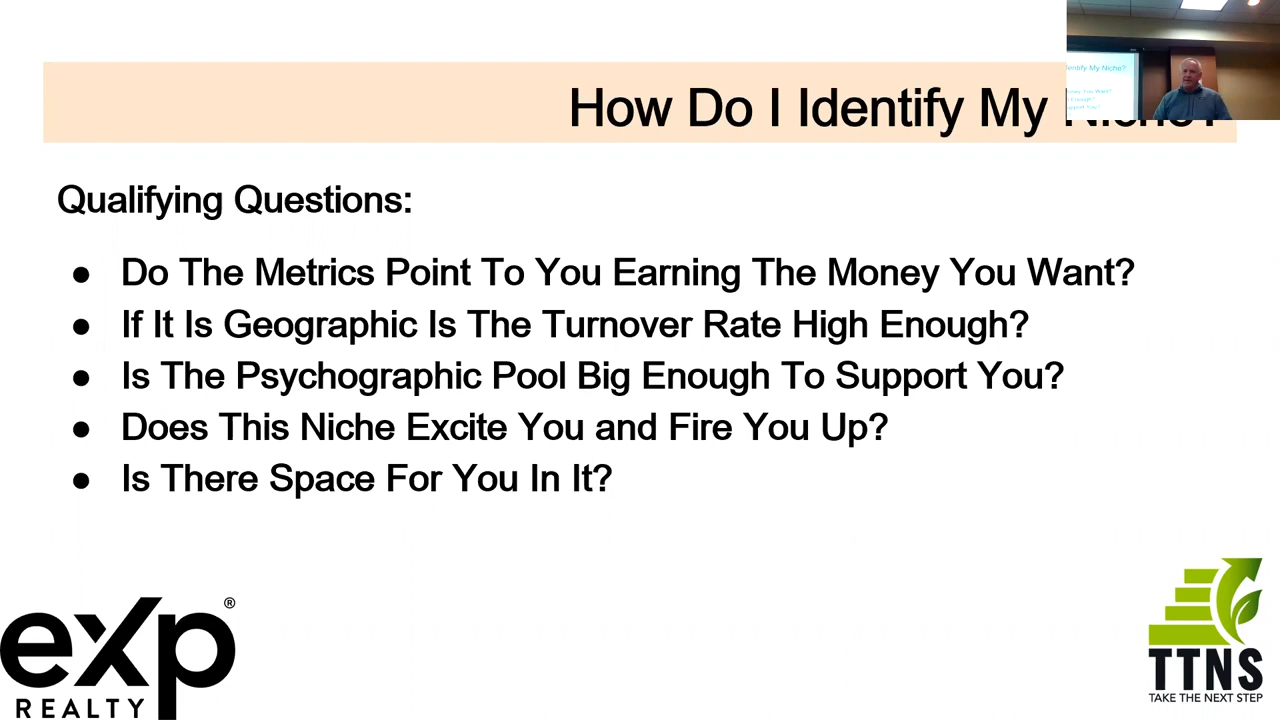 How Do I Identify My Niche?
Qualifying Questions:
● Do The Metrics Point To You Earning The Money You Want?
● If It Is Geographic Is The Turnover Rate High Enough?
● Is The Psychographic Pool Big Enough To Support You?
● Does This Niche Excite You and Fire You Up?
● Is There Space For You In It?
eXp®
REALTY
TTNS
TAKE THE NEXT STEP